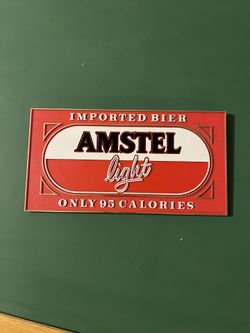 IMPORTED BIER
AMSTEL
light
ONLY 95 CALORIES